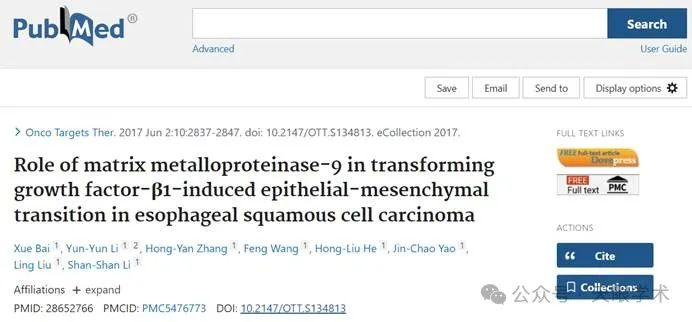 PubMed®
Search
Advanced
User Guide
Save
Email
Send to
Display options
> Onco Targets Ther. 2017 Jun 2:10:2837-2847. doi: 10.2147/OTT.S134813. eCollection 2017.
Role of matrix metalloproteinase-9 in transforming
growth factor-β1-induced epithelial-mesenchymal
transition in esophageal squamous cell carcinoma
Xue Bai 1, Yun-Yun Li 1 2, Hong-Yan Zhang 1, Feng Wang 1, Hong-Liu He 1, Jin-Chao Yao 1,
Ling Liu 1, Shan-Shan Li 1
Affiliations + expand
PMID: 28652766 PMCID: PMC5476773 DOI: 10.2147/OTT.S134813
FULL TEXT LINKS
FREE full-text article
Dovepress
FREE
Full text PMC
ACTIONS
Cite
Collections
公众号 · 学术